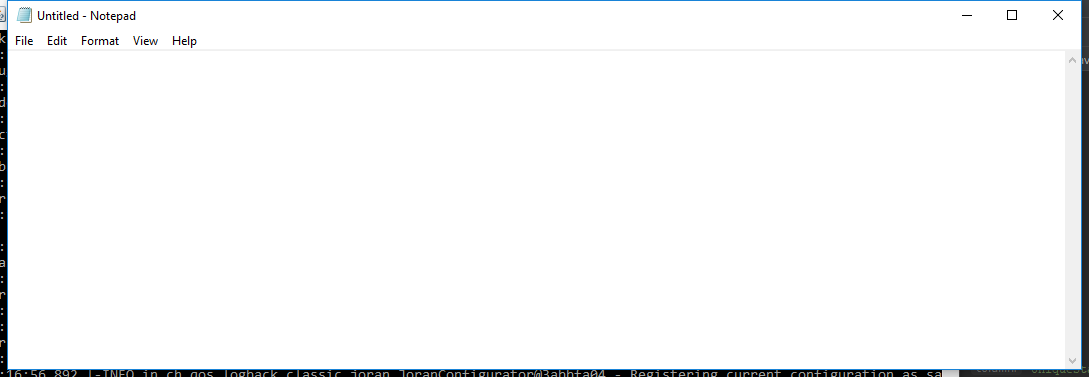 Untitled - Notepad
File Edit Format View Help
:16:56,892 |-INFO in ch.qos.logback.classic.joran.JoranConfigurator@3abbfa04 - Registering current configuration as sa